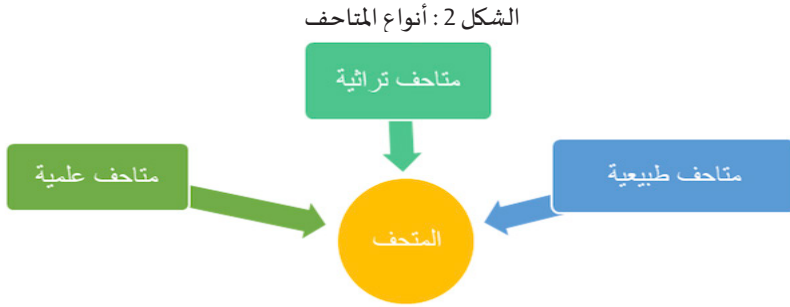 الشكل 2 : أنواع المتاحف
متاحف تراثية
متاحف طبيعية
متاحف علمية
المتحف